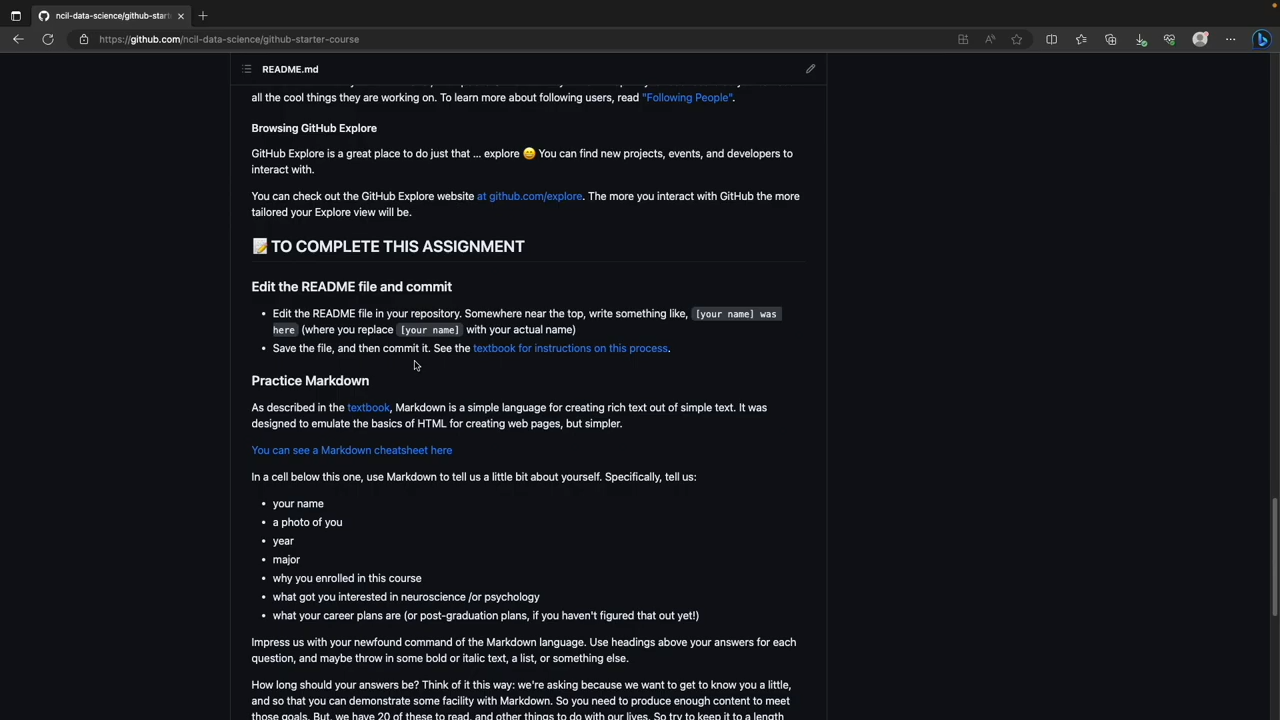 ncil-data-science/github-start
https://github.com/ncil-data-science/github-starter-course
README.md
all the cool things they are working on. To learn more about following users, read "Following People".
Browsing GitHub Explore
GitHub Explore is a great place to do just that ... explore 😄 You can find new projects, events, and developers to
interact with.
You can check out the GitHub Explore website at github.com/explore. The more you interact with GitHub the more
tailored your Explore view will be.
📝 TO COMPLETE THIS ASSIGNMENT
Edit the README file and commit
• Edit the README file in your repository. Somewhere near the top, write something like, [your name] was
here (where you replace [your name] with your actual name)
• Save the file, and then commit it. See the textbook for instructions on this process.
Practice Markdown
As described in the textbook, Markdown is a simple language for creating rich text out of simple text. It was
designed to emulate the basics of HTML for creating web pages, but simpler.
You can see a Markdown cheatsheet here
In a cell below this one, use Markdown to tell us a little bit about yourself. Specifically, tell us:
• your name
• a photo of you
• year
• major
• why you enrolled in this course
• what got you interested in neuroscience /or psychology
• what your career plans are (or post-graduation plans, if you haven't figured that out yet!)
Impress us with your newfound command of the Markdown language. Use headings above your answers for each
question, and maybe throw in some bold or italic text, a list, or something else.
How long should your answers be? Think of it this way: we're asking because we want to get to know you a little,
and so that you can demonstrate some facility with Markdown. So you need to produce enough content to meet
those goals. But, we have 20 of these to read, and other things to do with our lives. So try to keep it to a length